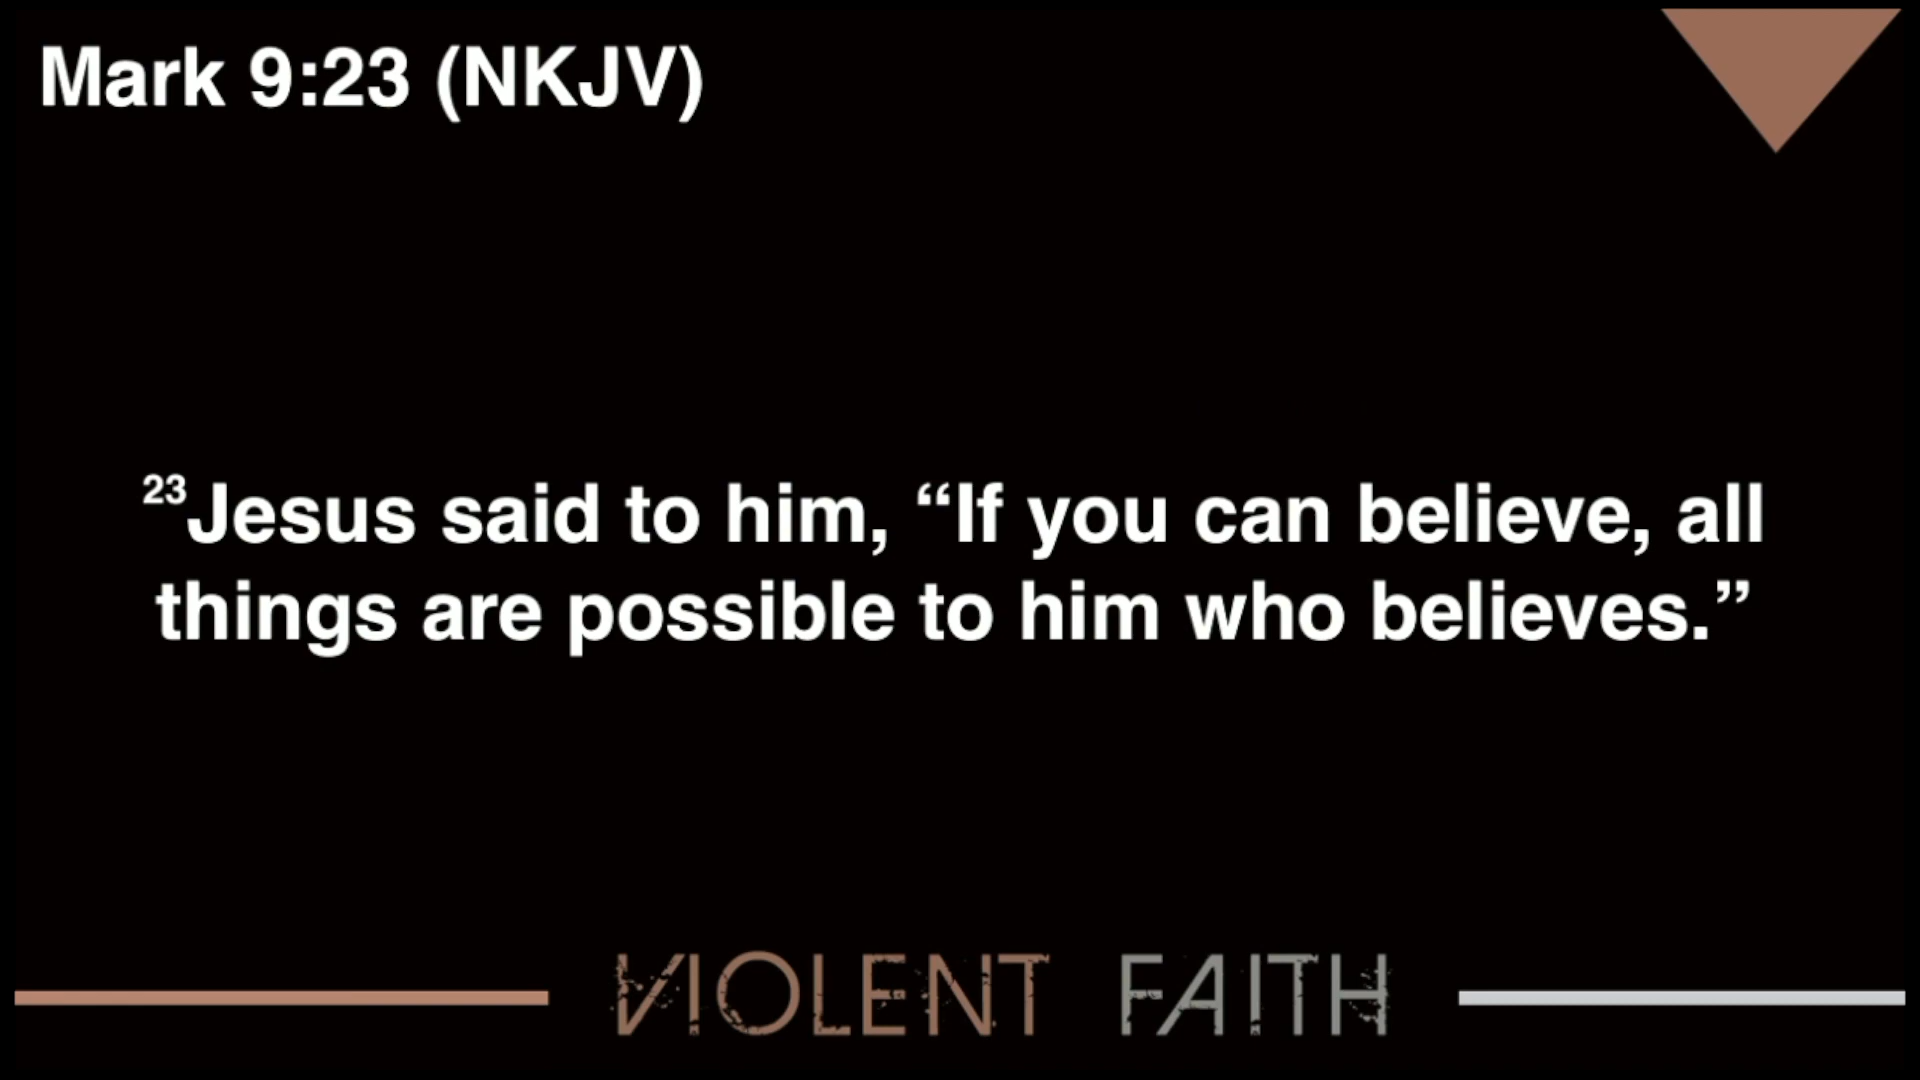 Mark 9:23 (NKJV)
²³Jesus said to him, “If you can believe, all
things are possible to him who believes.”
VIOLENT FAITH